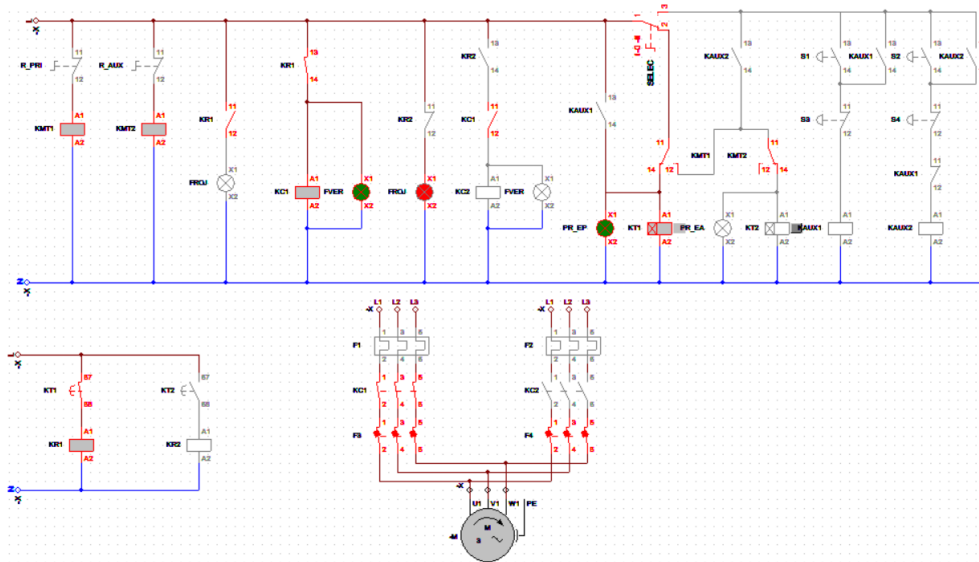 L
-X
1
3
2
I-O-II
SELEC
R_PRI
11
12
R_AUX
11
12
KR1
11
12
KR1
13
14
KR2
11
12
KR2
13
14
KC1
11
12
KAUX1
13
14
KAUX2
13
14
S1
13
14
KAUX1
11
14
S2
13
14
KAUX2
KMT1
A1
A2
KMT2
A1
A2
KMT1
11
14
12
KMT2
11
14
12
S3
11
12
S4
11
12
KAUX1
11
12
FROJ
X1
X2
KC1
A1
A2
FVER
X1
X2
FROJ
X1
X2
KC2
A1
A2
FVER
X1
X2
PR_EP
X1
X2
KT1
A1
A2
PR_EA
X1
X2
KT2
A1
A2
KAUX1
A1
A2
KAUX2
A1
A2
N
-X
L
-X
KT1
67
68
KT2
67
68
KR1
A1
A2
KR2
A1
A2
N
-X
-X
L1
L2
L3
F1
1
3
5
2
4
6
KC1
1
3
5
2
4
6
F3
1
3
5
2
4
6
-X
L1
L2
L3
F2
1
3
5
2
4
6
KC2
1
3
5
2
4
6
F4
1
3
5
2
4
6
-X
U1
V1
W1
PE
-M
M
3